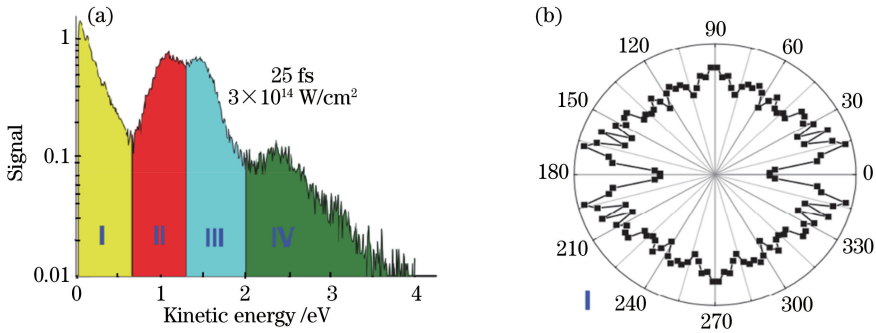 (a)
1
0.1
0.01
Signal
25 fs
3×10¹⁴ W/cm²
I II III IV
0 1 2 3 4
Kinetic energy /eV
(b)
90
120 60
150 30
180 0
210 330
240 300
270
I